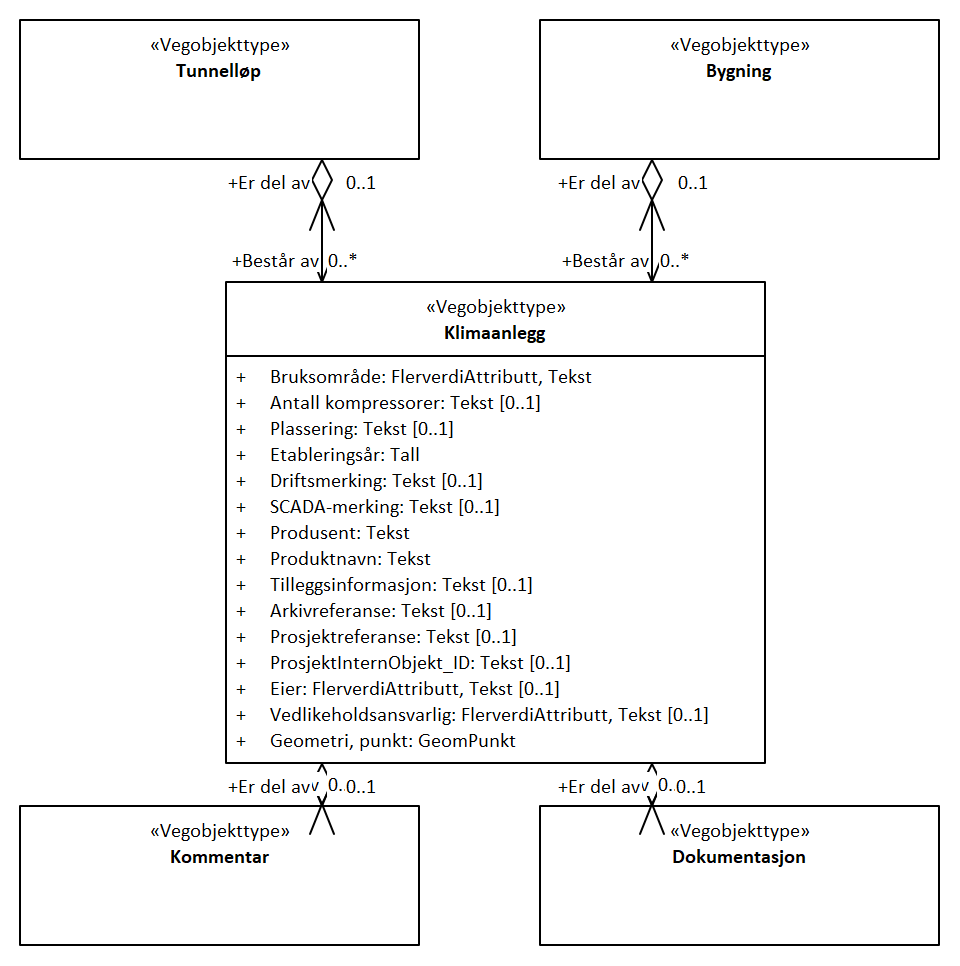 «Vegobjekttype»
Tunnelløp
«Vegobjekttype»
Bygning
+Er del av
0..1
+Er del av
0..1
+Består av
0..*
+Består av
0..*
«Vegobjekttype»
Klimaanlegg
+ Bruksområde: FlerverdiAttributt, Tekst
+ Antall kompressorer: Tekst [0..1]
+ Plassering: Tekst [0..1]
+ Etableringsår: Tall
+ Driftsmerking: Tekst [0..1]
+ SCADA-merking: Tekst [0..1]
+ Produsent: Tekst
+ Produktnavn: Tekst
+ Tilleggsinformasjon: Tekst [0..1]
+ Arkivreferanse: Tekst [0..1]
+ Prosjektreferanse: Tekst [0..1]
+ ProsjektInternObjekt_ID: Tekst [0..1]
+ Eier: FlerverdiAttributt, Tekst [0..1]
+ Vedlikeholdsansvarlig: FlerverdiAttributt, Tekst [0..1]
+ Geometri, punkt: GeomPunkt
+Er del av
0..1
+Er del av
0..1
«Vegobjekttype»
Kommentar
«Vegobjekttype»
Dokumentasjon